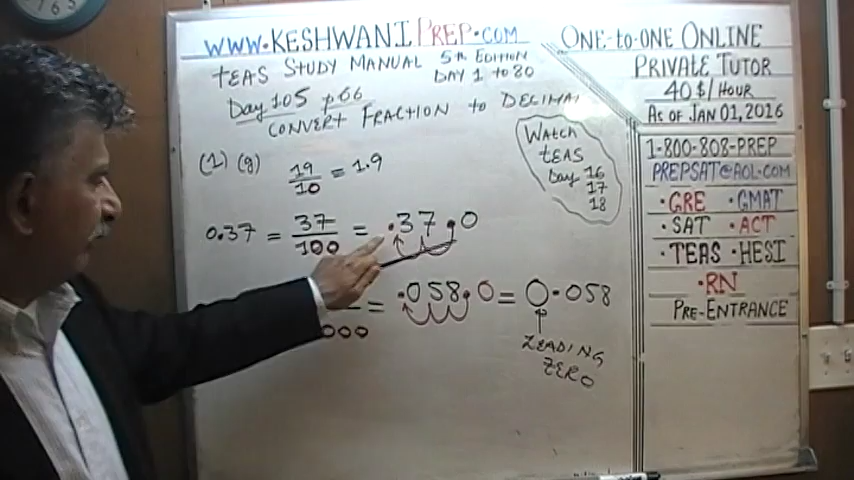 WWW.KESHWANIPREP.COM
TEAS STUDY MANUAL 5TH EDITION
DAY 1 to 80
Day 105 p66
CONVERT FRACTION to DECIMAL
(1) (g) 19/10 = 1.9
0.37 = 37/100 = .37.0
000 = .058.0 = 0.058
LEADING
ZERO
WATCH
TEAS
Day 16
17
18
ONE-to-ONE ONLINE
PRIVATE TUTOR
40$/HOUR
AS OF JAN 01, 2016
1-800-808-PREP
PREPSAT@AOL.COM
•GRE •GMAT
•SAT •ACT
•TEAS •HESI
•RN
PRE-ENTRANCE